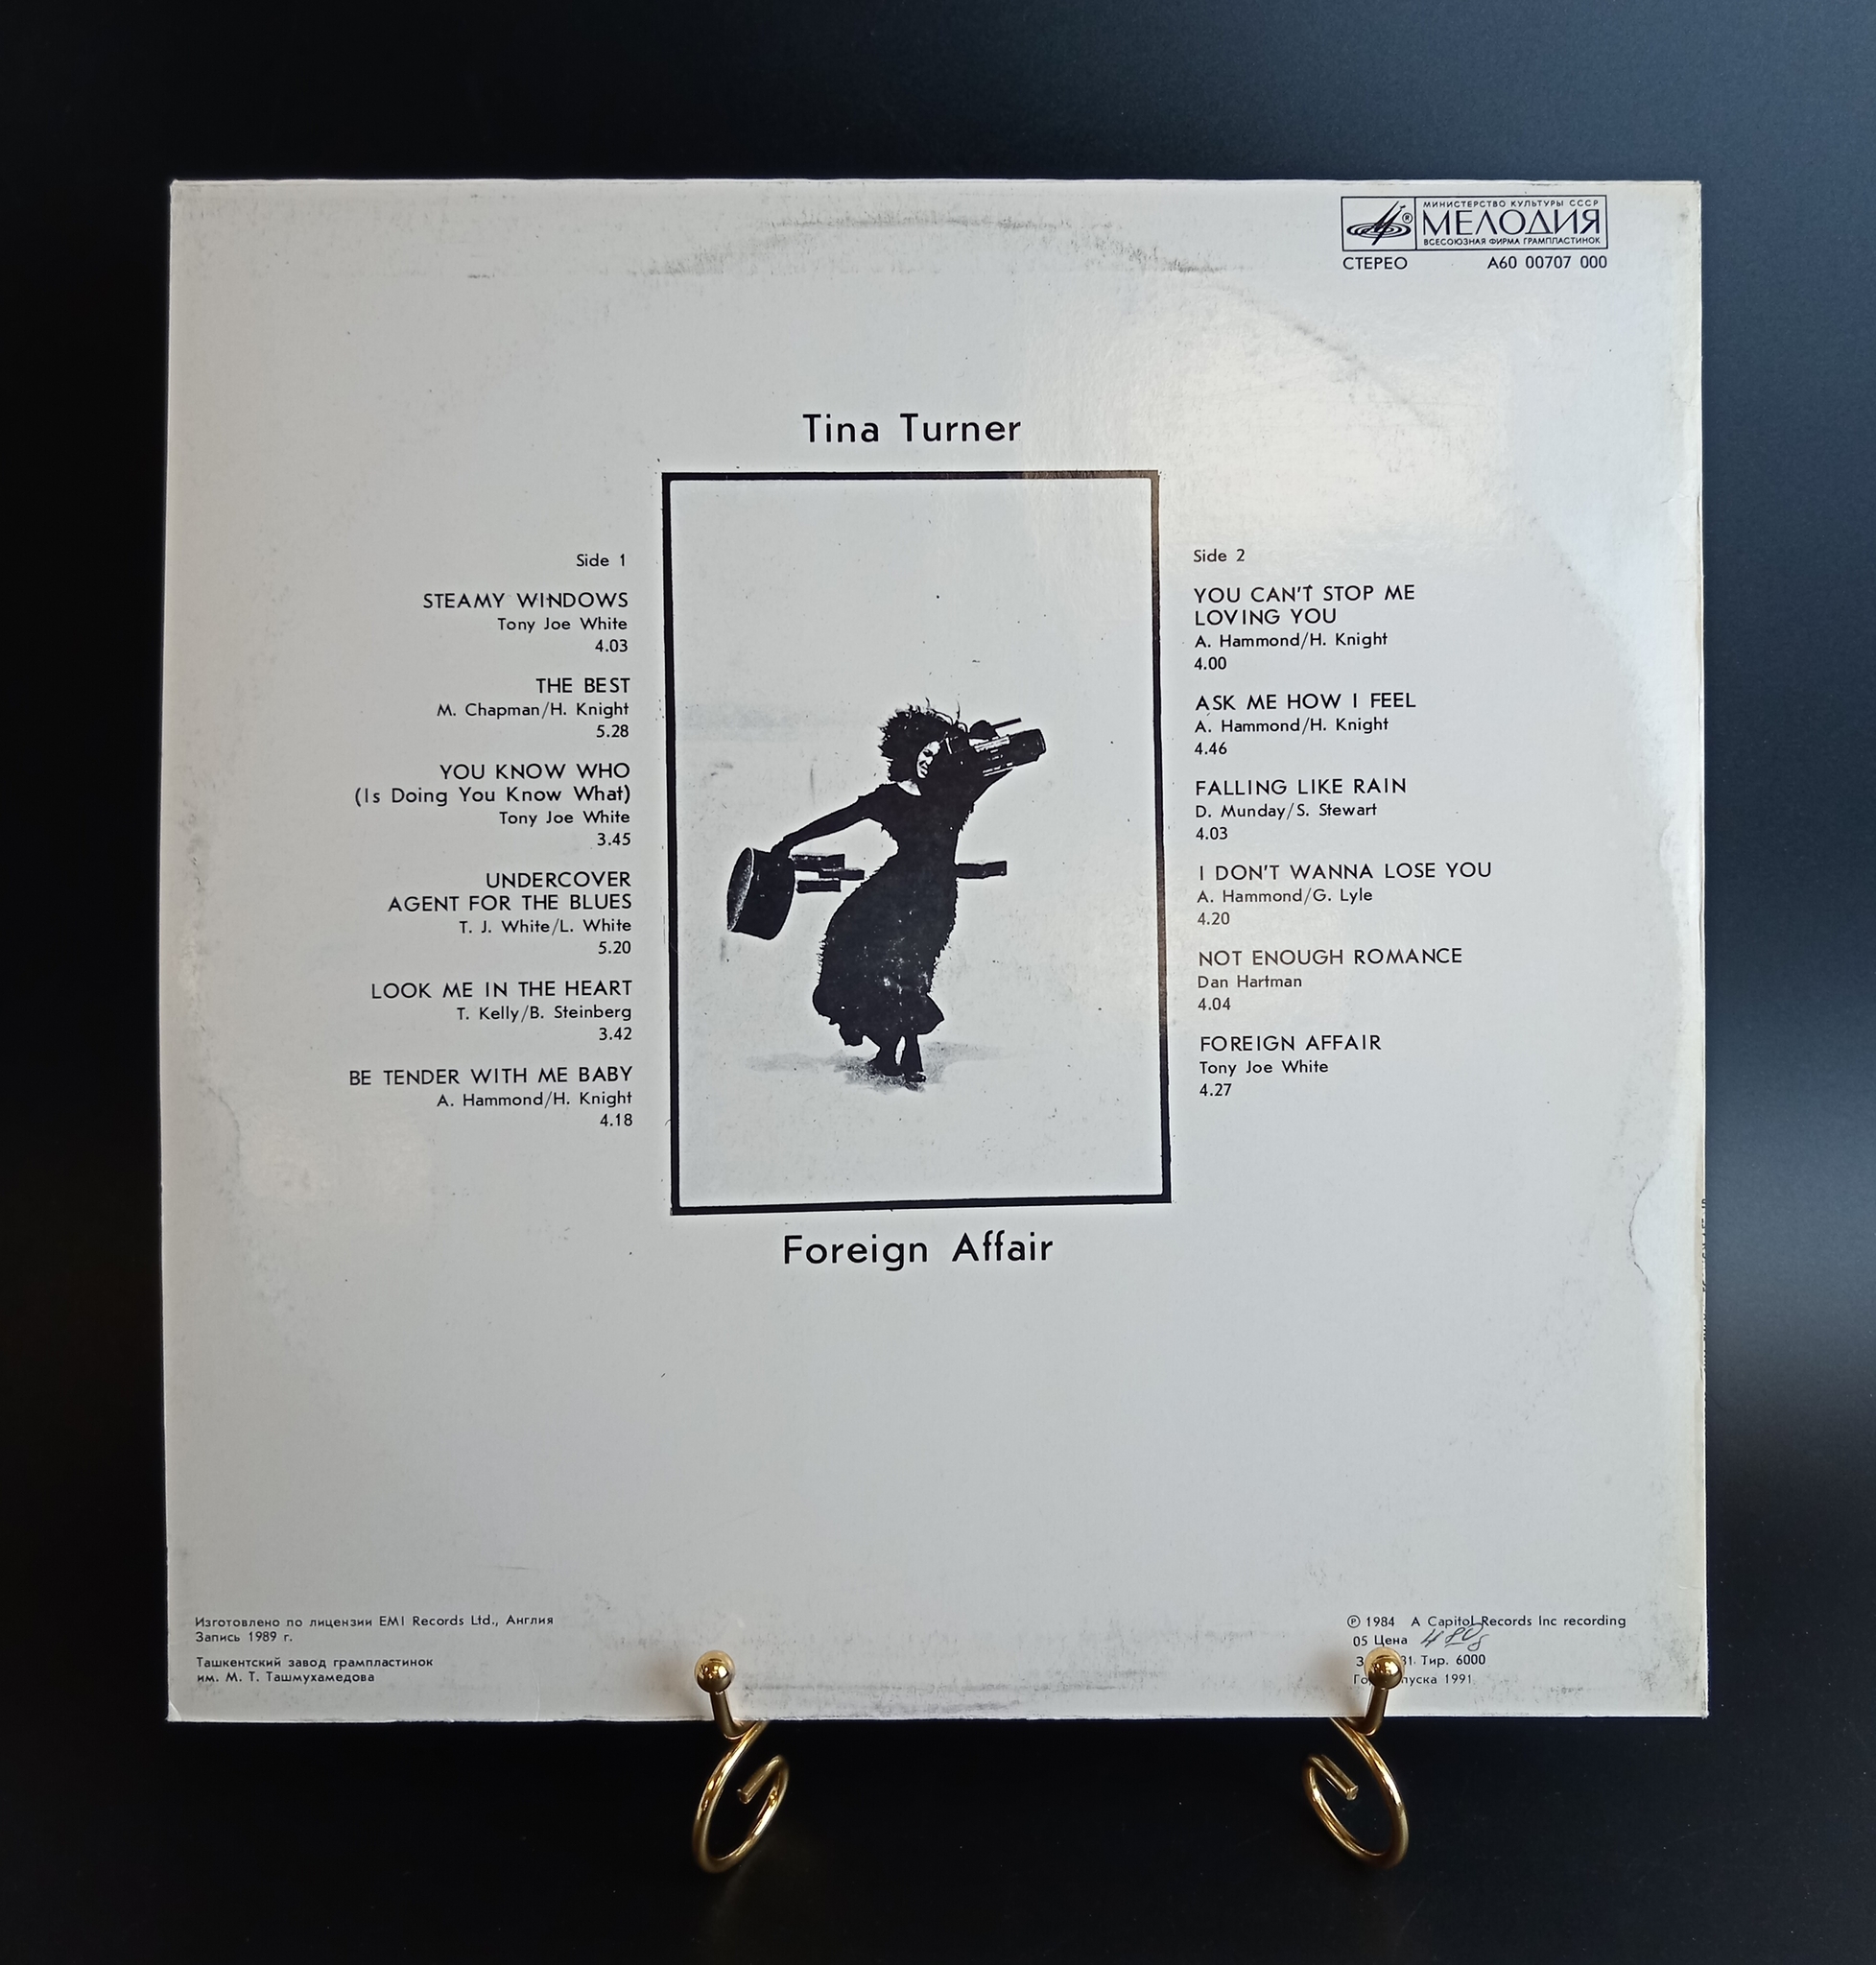 МИНИСТЕРСТВО КУЛЬТУРЫ СССР
МЕЛОДИЯ
ВСЕСОЮЗНАЯ ФИРМА ГРАМПЛАСТИНОК
СТЕРЕО A60 00707 000
Tina Turner
Side 1
STEAMY WINDOWS
Tony Joe White
4.03
THE BEST
M. Chapman/H. Knight
5.28
YOU KNOW WHO
(Is Doing You Know What)
Tony Joe White
3.45
UNDERCOVER
AGENT FOR THE BLUES
T. J. White/L. White
5.20
LOOK ME IN THE HEART
T. Kelly/B. Steinberg
3.42
BE TENDER WITH ME BABY
A. Hammond/H. Knight
4.18
Side 2
YOU CAN'T STOP ME
LOVING YOU
A. Hammond/H. Knight
4.00
ASK ME HOW I FEEL
A. Hammond/H. Knight
4.46
FALLING LIKE RAIN
D. Munday/S. Stewart
4.03
I DON'T WANNA LOSE YOU
A. Hammond/G. Lyle
4.20
NOT ENOUGH ROMANCE
Dan Hartman
4.04
FOREIGN AFFAIR
Tony Joe White
4.27
Foreign Affair
Изготовлено по лицензии EMI Records Ltd., Англия
Запись 1989 г.
Ташкентский завод грампластинок
им. М. Т. Ташмухамедова
℗ 1984 A Capitol Records Inc recording
05 Цена
Тир. 6000
1991